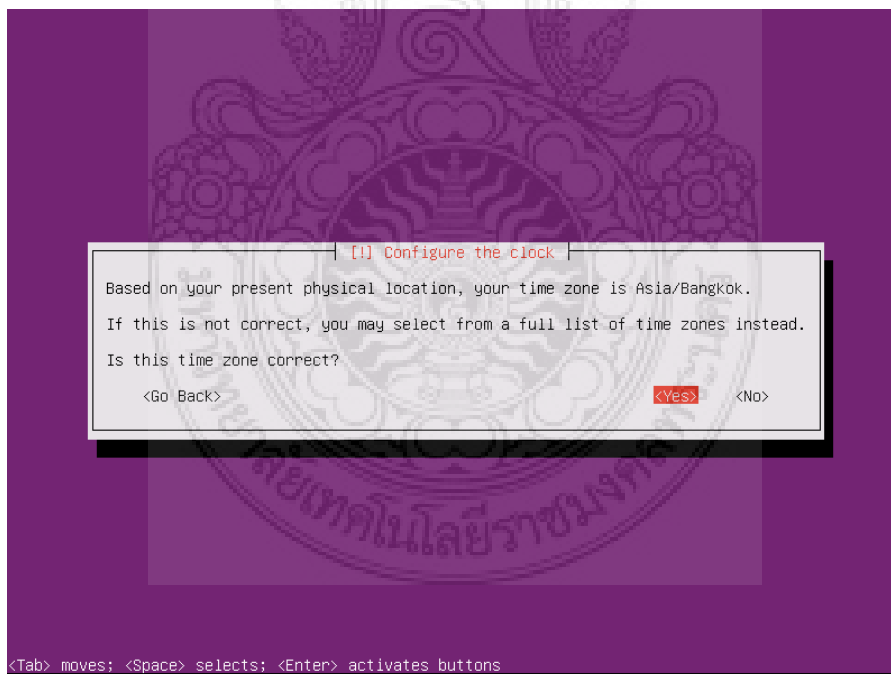 [!] Configure the clock
Based on your present physical location, your time zone is Asia/Bangkok.
If this is not correct, you may select from a full list of time zones instead.
Is this time zone correct?
<Go Back> <Yes> <No>
<Tab> moves; <Space> selects; <Enter> activates buttons